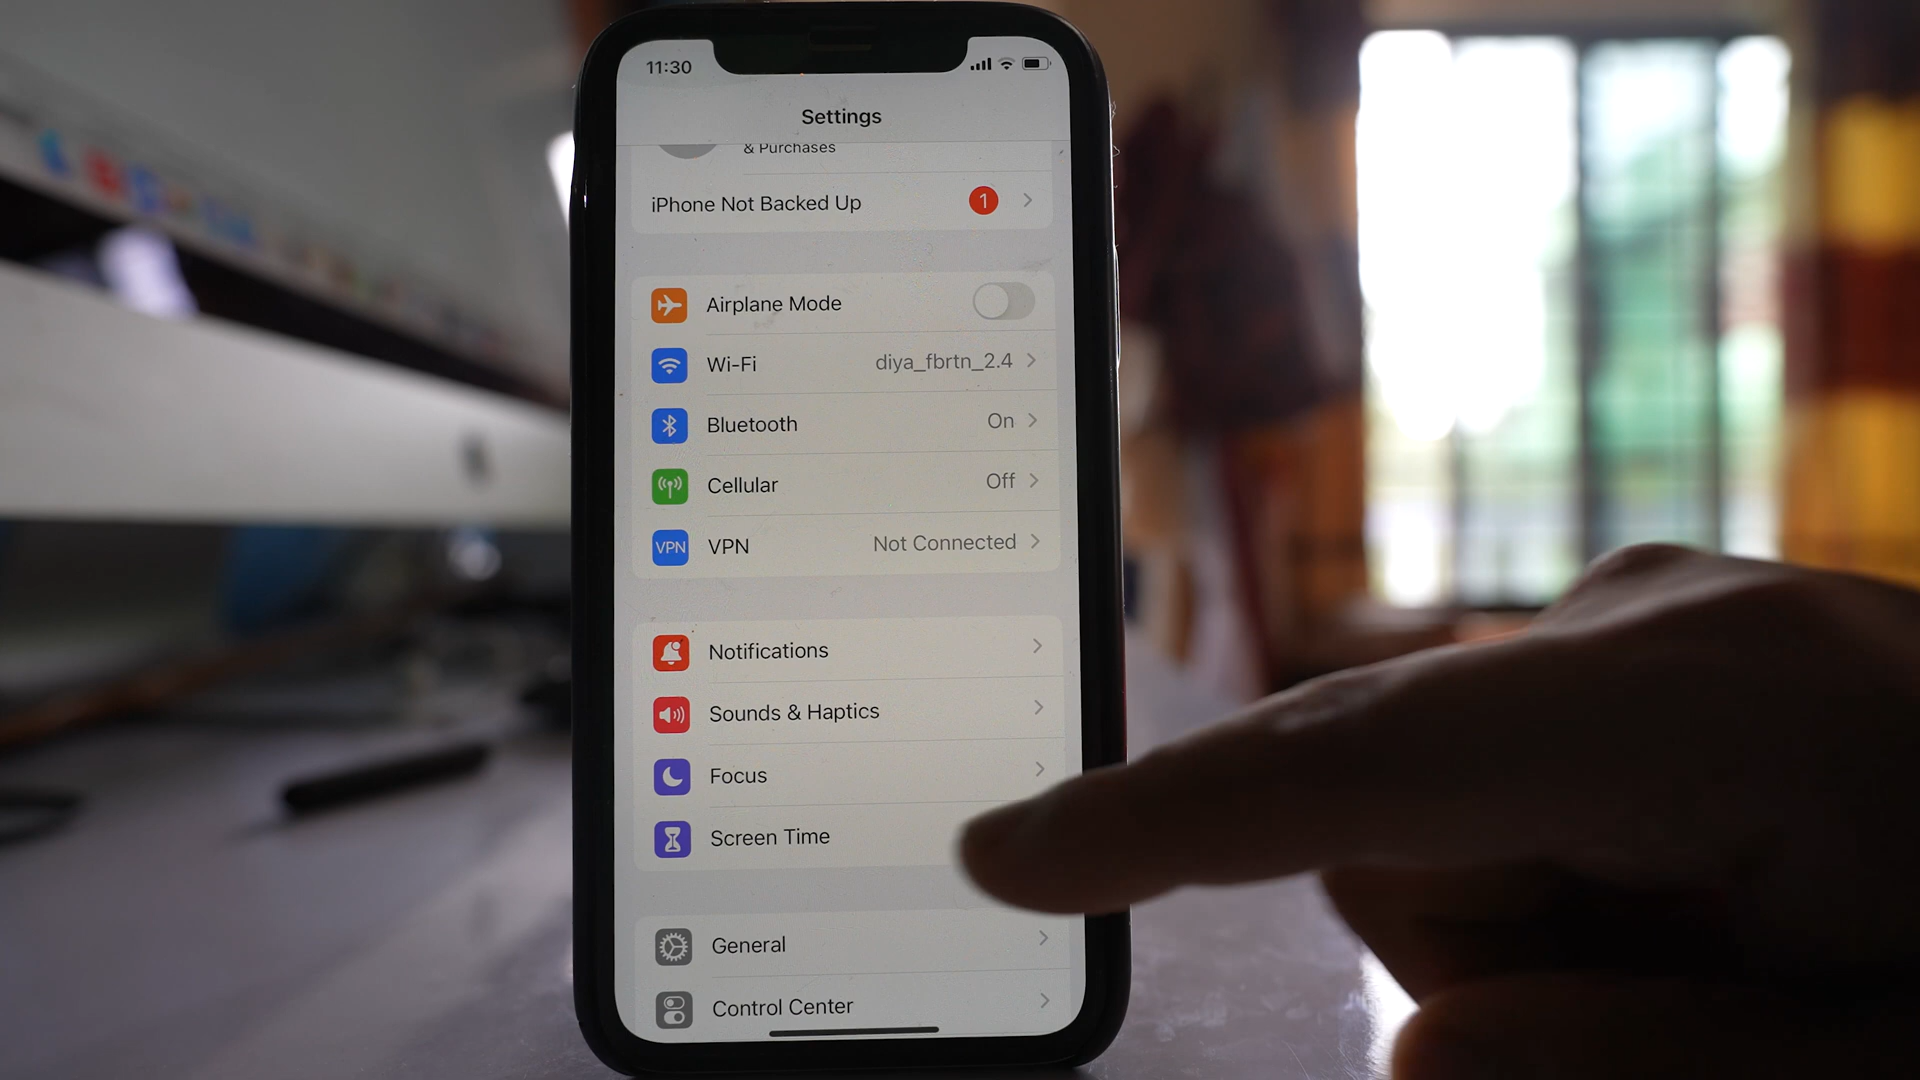 11:30
Settings
& Purchases
iPhone Not Backed Up 1
Airplane Mode
Wi-Fi diya_fbrtn_2.4
Bluetooth On
Cellular Off
VPN VPN Not Connected
Notifications
Sounds & Haptics
Focus
Screen Time
General
Control Center